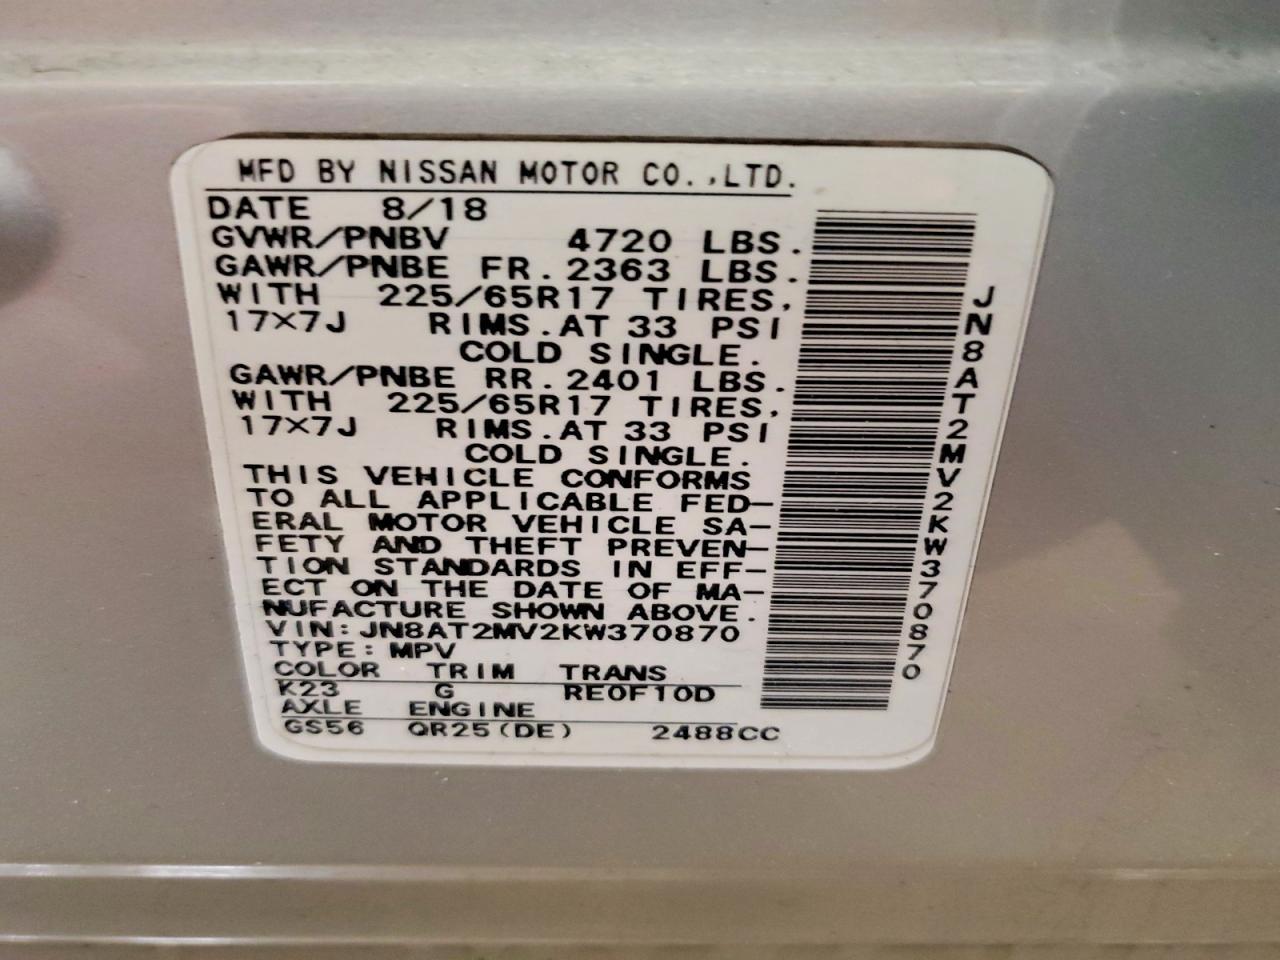 MFD BY NISSAN MOTOR CO.,LTD.
DATE 8/18
GVWR/PNBV 4720 LBS.
GAWR/PNBE FR. 2363 LBS.
WITH 225/65R17 TIRES,
17X7J RIMS.AT 33 PSI
COLD SINGLE.
GAWR/PNBE RR. 2401 LBS.
WITH 225/65R17 TIRES,
17X7J RIMS.AT 33 PSI
COLD SINGLE.
THIS VEHICLE CONFORMS
TO ALL APPLICABLE FED-
ERAL MOTOR VEHICLE SA-
FETY AND THEFT PREVEN-
TION STANDARDS IN EFF-
ECT ON THE DATE OF MA-
NUFACTURE SHOWN ABOVE.
VIN: JN8AT2MV2KW370870
TYPE: MPV
COLOR TRIM TRANS
K23 G RE0F10D
AXLE ENGINE
GS56 QR25(DE) 2488CC
JN8AT2MV2KW370870